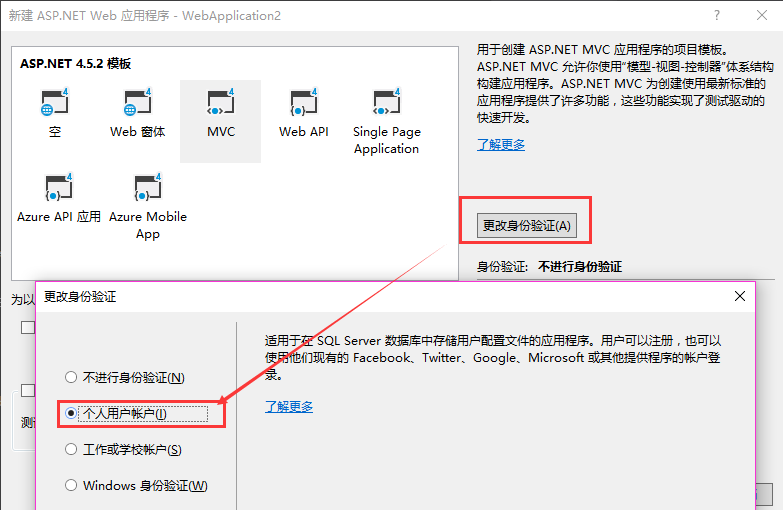 新建 ASP.NET Web 应用程序 - WebApplication2
ASP.NET 4.5.2 模板
空
Web 窗体
MVC
Web API
Single Page
Application
Azure API 应用
Azure Mobile
App
用于创建 ASP.NET MVC 应用程序的项目模板。
ASP.NET MVC 允许你使用“模型-视图-控制器”体系结构
构建应用程序。ASP.NET MVC 为创建使用最新标准的
应用程序提供了许多功能，这些功能实现了测试驱动的
快速开发。
了解更多
更改身份验证(A)
身份验证: 不进行身份验证
为以
测试
更改身份验证
不进行身份验证(N)
个人用户帐户(I)
工作或学校帐户(S)
Windows 身份验证(W)
适用于在 SQL Server 数据库中存储用户配置文件的应用程序。用户可以注册，也可以
使用他们现有的 Facebook、Twitter、Google、Microsoft 或其他提供程序的帐户登
录。
了解更多